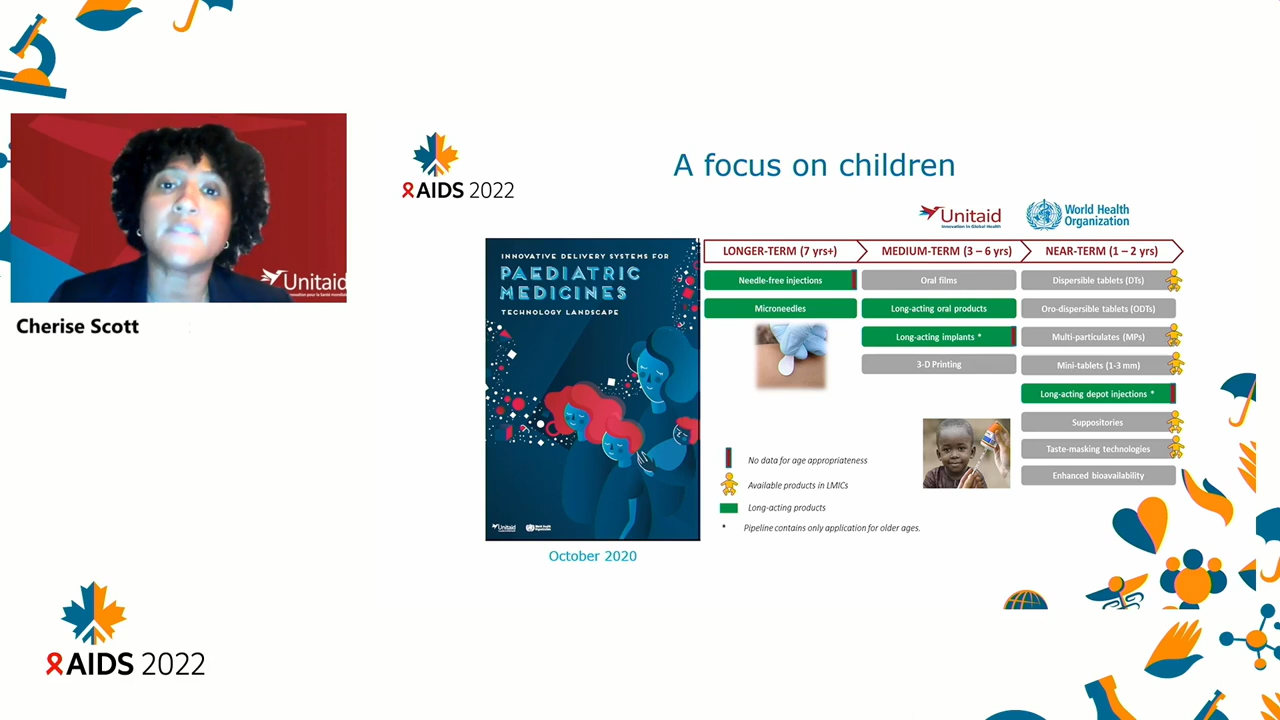 Unitaid
Cherise Scott
AIDS 2022
A focus on children
Unitaid
Innovation in Global Health
World Health
Organization
INNOVATIVE DELIVERY SYSTEMS FOR
PAEDIATRIC
MEDICINES
TECHNOLOGY LANDSCAPE
Unitaid
October 2020
LONGER-TERM (7 yrs+)
MEDIUM-TERM (3 – 6 yrs)
NEAR-TERM (1 – 2 yrs)
Needle-free injections
Microneedles
Oral films
Long-acting oral products
Long-acting implants *
3-D Printing
Dispersible tablets (DTs)
Oro-dispersible tablets (ODTs)
Multi-particulates (MPs)
Mini-tablets (1-3 mm)
Long-acting depot injections *
Suppositories
Taste-masking technologies
Enhanced bioavailability
No data for age appropriateness
Available products in LMICs
Long-acting products
* Pipeline contains only application for older ages.
AIDS 2022